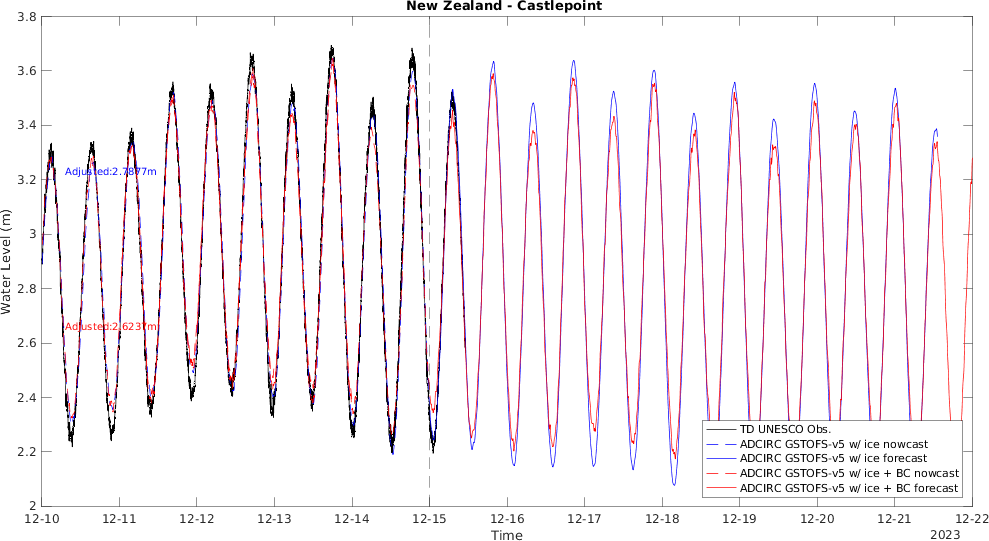 New Zealand - Castlepoint
3.8
3.6
3.4
3.2
3
2.8
2.6
2.4
2.2
2
Water Level (m)
Adjusted:2.7877m
Adjusted:2.6237m
TD UNESCO Obs.
ADCIRC GSTOFS-v5 w/ ice nowcast
ADCIRC GSTOFS-v5 w/ ice forecast
ADCIRC GSTOFS-v5 w/ ice + BC nowcast
ADCIRC GSTOFS-v5 w/ ice + BC forecast
12-10 12-11 12-12 12-13 12-14 12-15 12-16 12-17 12-18 12-19 12-20 12-21 12-22
Time
2023